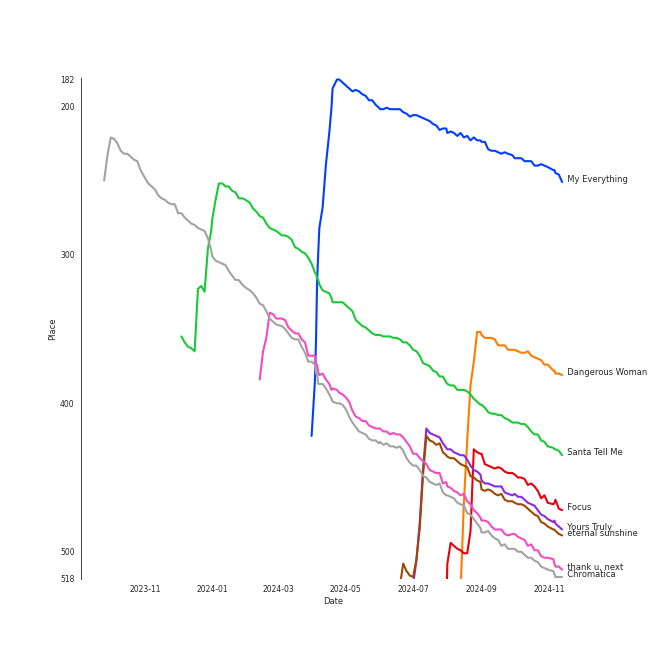 182
200
300
400
500
518
Place
2023-11
2024-01
2024-03
2024-05
2024-07
2024-09
2024-11
Date
My Everything
Dangerous Woman
Santa Tell Me
Focus
Yours Truly
eternal sunshine
thank u, next
Chromatica